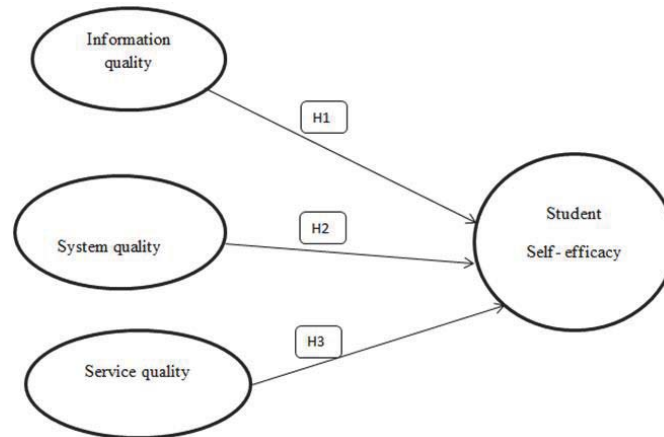 Information
quality
H1
System quality
H2
Service quality
H3
Student
Self- efficacy